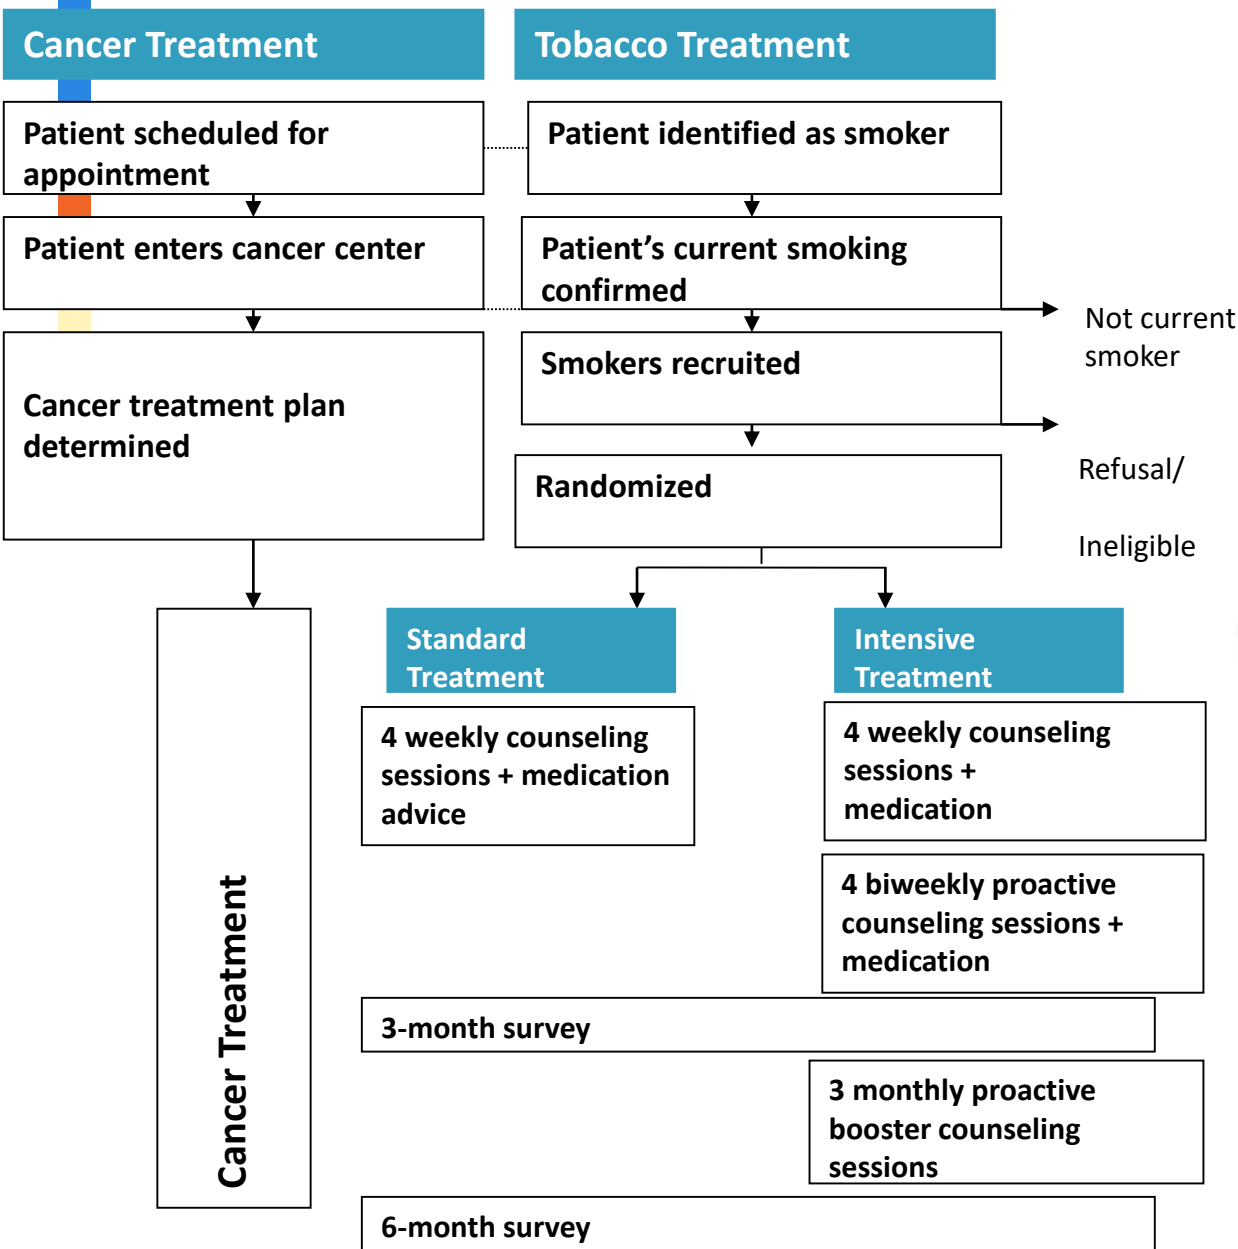 Cancer Treatment
Tobacco Treatment
Patient scheduled for
appointment
Patient identified as smoker
Patient enters cancer center
Patient’s current smoking
confirmed
Not current
smoker
Cancer treatment plan
determined
Smokers recruited
Refusal/
Ineligible
Randomized
Cancer Treatment
Standard
Treatment
Intensive
Treatment
4 weekly counseling
sessions + medication
advice
4 weekly counseling
sessions +
medication
4 biweekly proactive
counseling sessions +
medication
3-month survey
3 monthly proactive
booster counseling
sessions
6-month survey